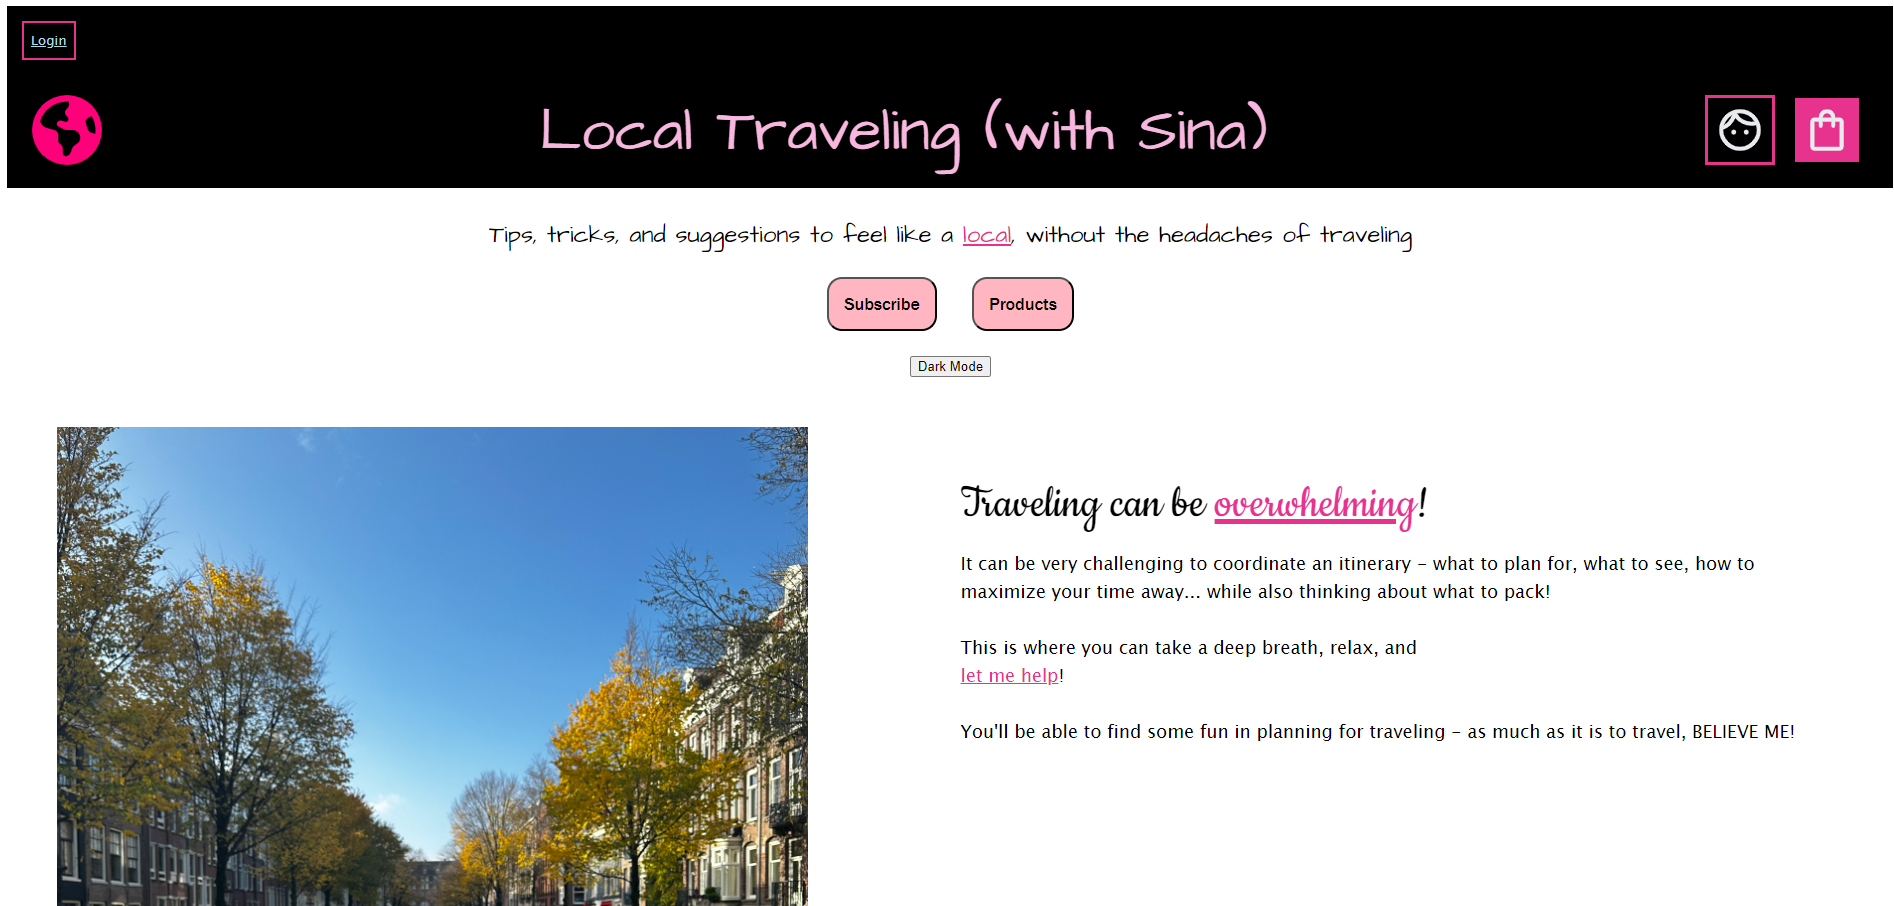 Login
Local Traveling (with Sina)
Tips, tricks, and suggestions to feel like a local, without the headaches of traveling
Subscribe
Products
Dark Mode
Traveling can be overwhelming!
It can be very challenging to coordinate an itinerary – what to plan for, what to see, how to
maximize your time away... while also thinking about what to pack!
This is where you can take a deep breath, relax, and
let me help!
You'll be able to find some fun in planning for traveling – as much as it is to travel, BELIEVE ME!